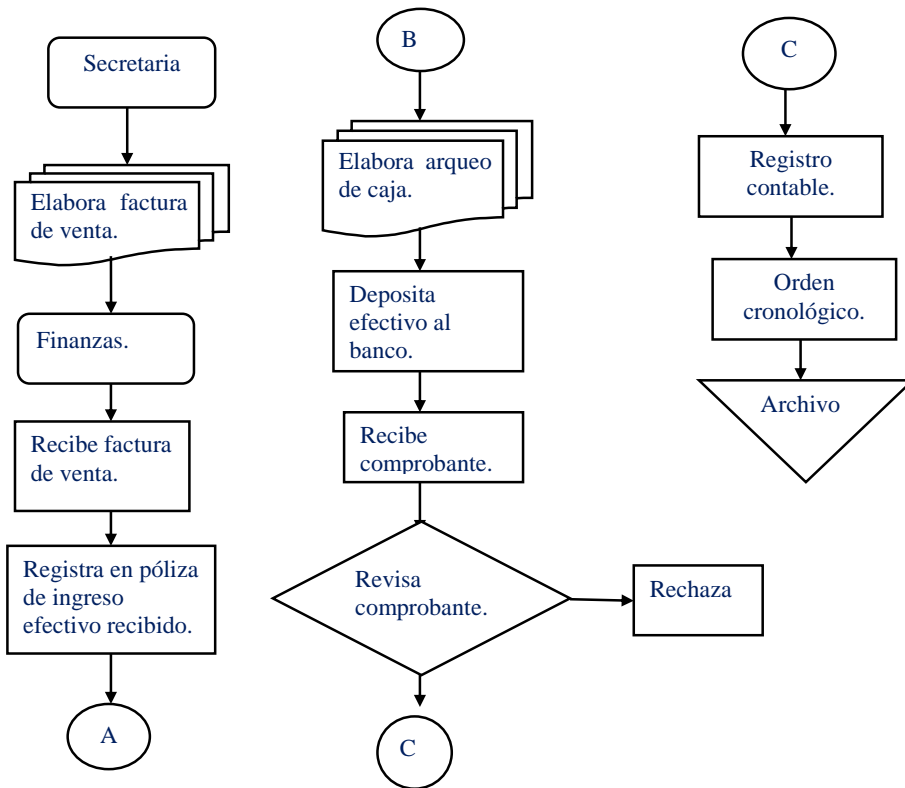 Secretaria
Elabora factura
de venta.
Finanzas.
Recibe factura
de venta.
Registra en póliza
de ingreso
efectivo recibido.
A
B
Elabora arqueo
de caja.
Deposita
efectivo al
banco.
Recibe
comprobante.
Revisa
comprobante.
Rechaza
C
C
Registro
contable.
Orden
cronológico.
Archivo